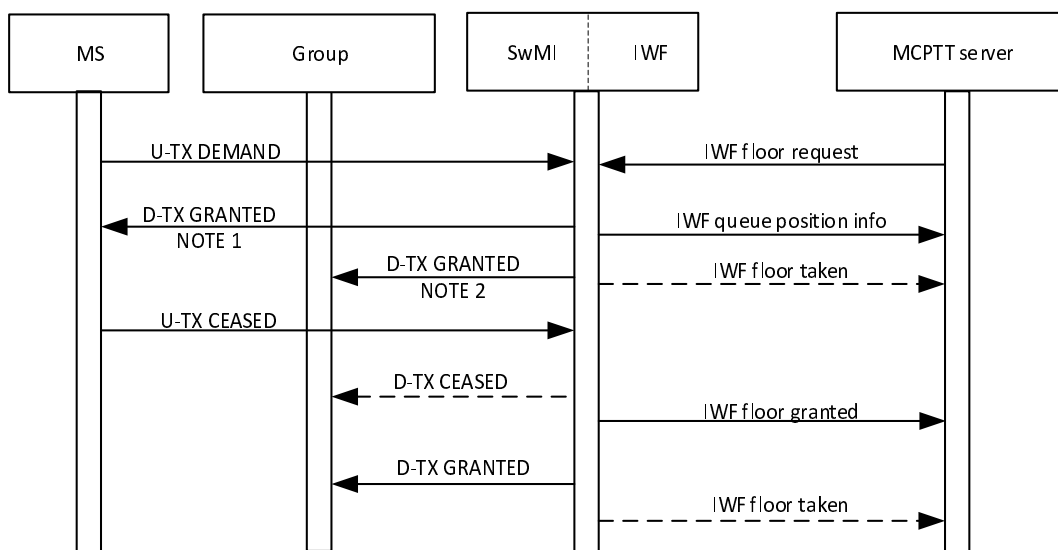 MS
Group
SwMI
IWF
MCPTT server
U-TX DEMAND
IWF floor request
D-TX GRANTED
NOTE 1
IWF queue position info
D-TX GRANTED
NOTE 2
IWF floor taken
U-TX CEASED
D-TX CEASED
IWF floor granted
D-TX GRANTED
IWF floor taken